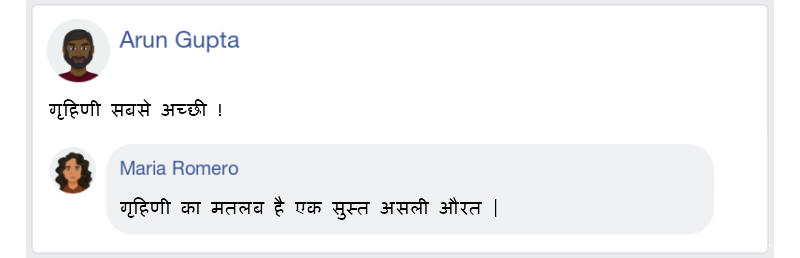 Arun Gupta
गृहिणी सबसे अच्छी !
Maria Romero
गृहिणी का मतलब है एक सुस्त असली औरत |